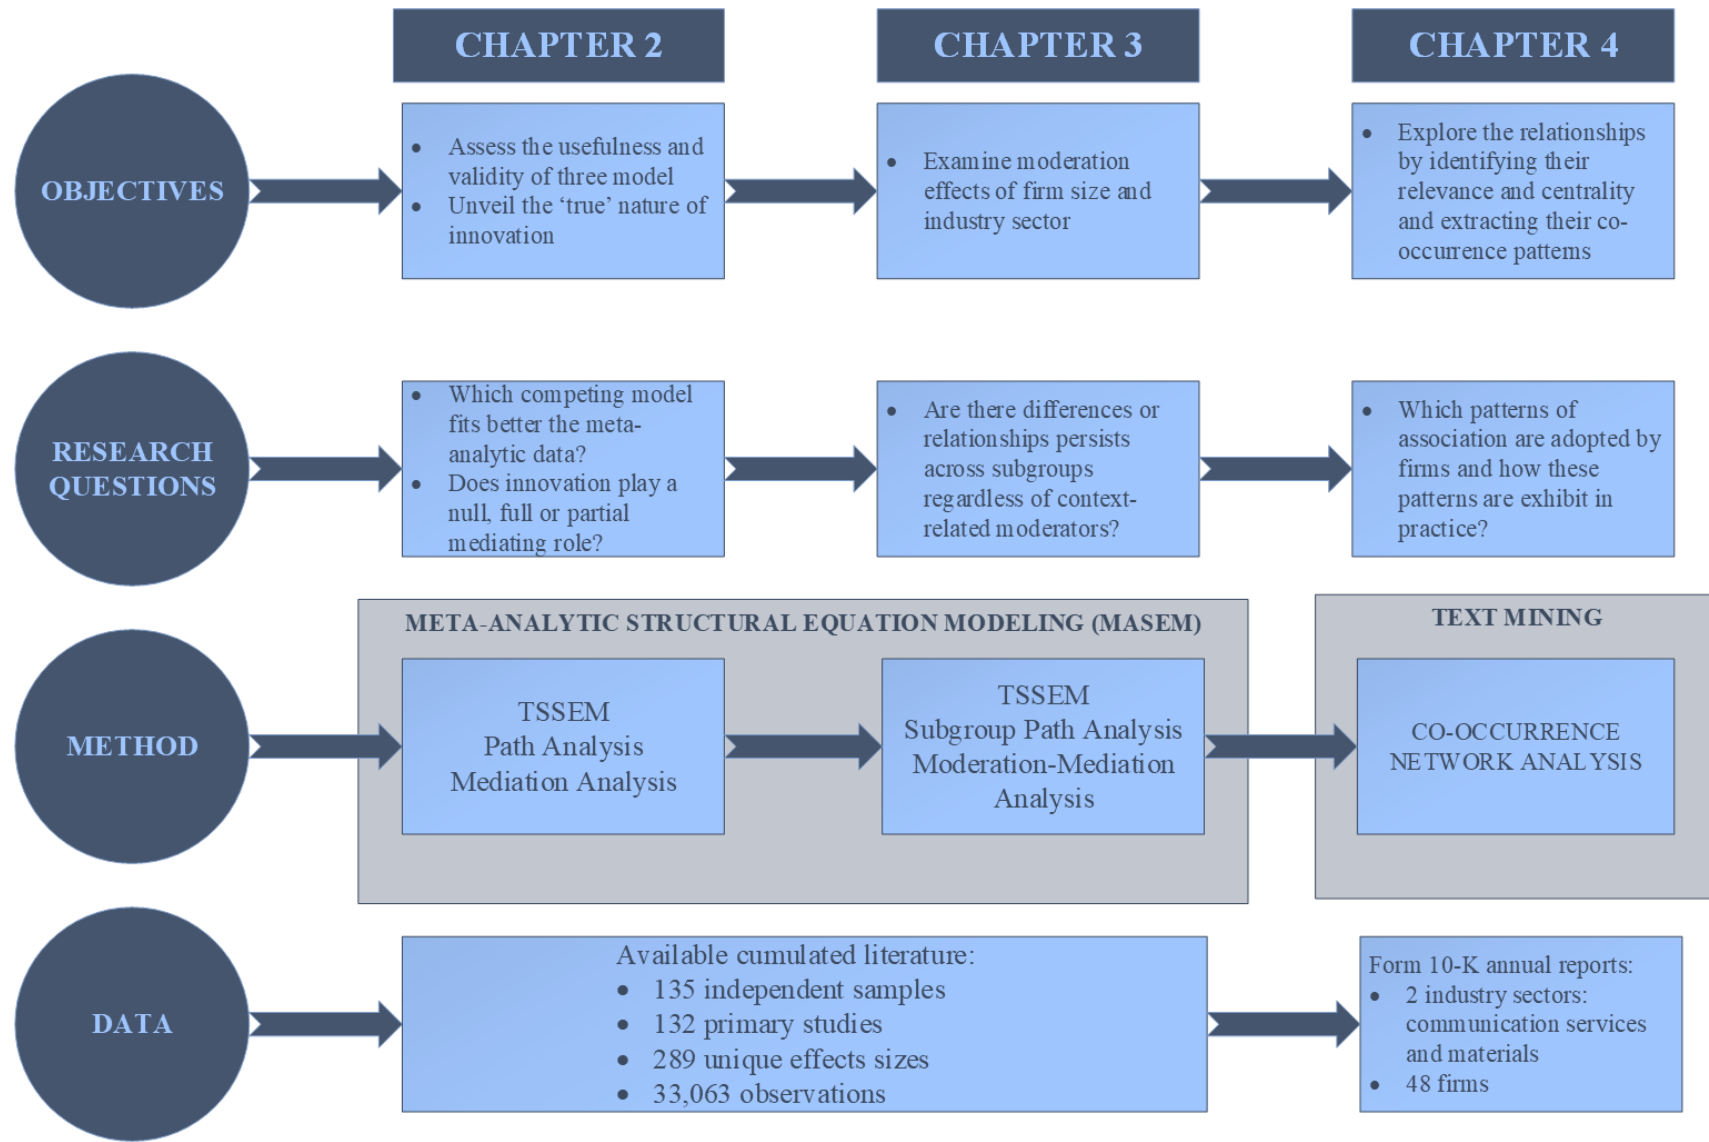 CHAPTER 2
CHAPTER 3
CHAPTER 4
OBJECTIVES
• Assess the usefulness and
validity of three model
• Unveil the ‘true’ nature of
innovation
• Examine moderation
effects of firm size and
industry sector
• Explore the relationships
by identifying their
relevance and centrality
and extracting their co-
occurrence patterns
RESEARCH
QUESTIONS
• Which competing model
fits better the meta-
analytic data?
• Does innovation play a
null, full or partial
mediating role?
• Are there differences or
relationships persists
across subgroups
regardless of context-
related moderators?
• Which patterns of
association are adopted by
firms and how these
patterns are exhibit in
practice?
METHOD
META-ANALYTIC STRUCTURAL EQUATION MODELING (MASEM)
TSSEM
Path Analysis
Mediation Analysis
TSSEM
Subgroup Path Analysis
Moderation-Mediation
Analysis
TEXT MINING
CO-OCCURRENCE
NETWORK ANALYSIS
DATA
Available cumulated literature:
• 135 independent samples
• 132 primary studies
• 289 unique effects sizes
• 33,063 observations
Form 10-K annual reports:
• 2 industry sectors:
communication services
and materials
• 48 firms